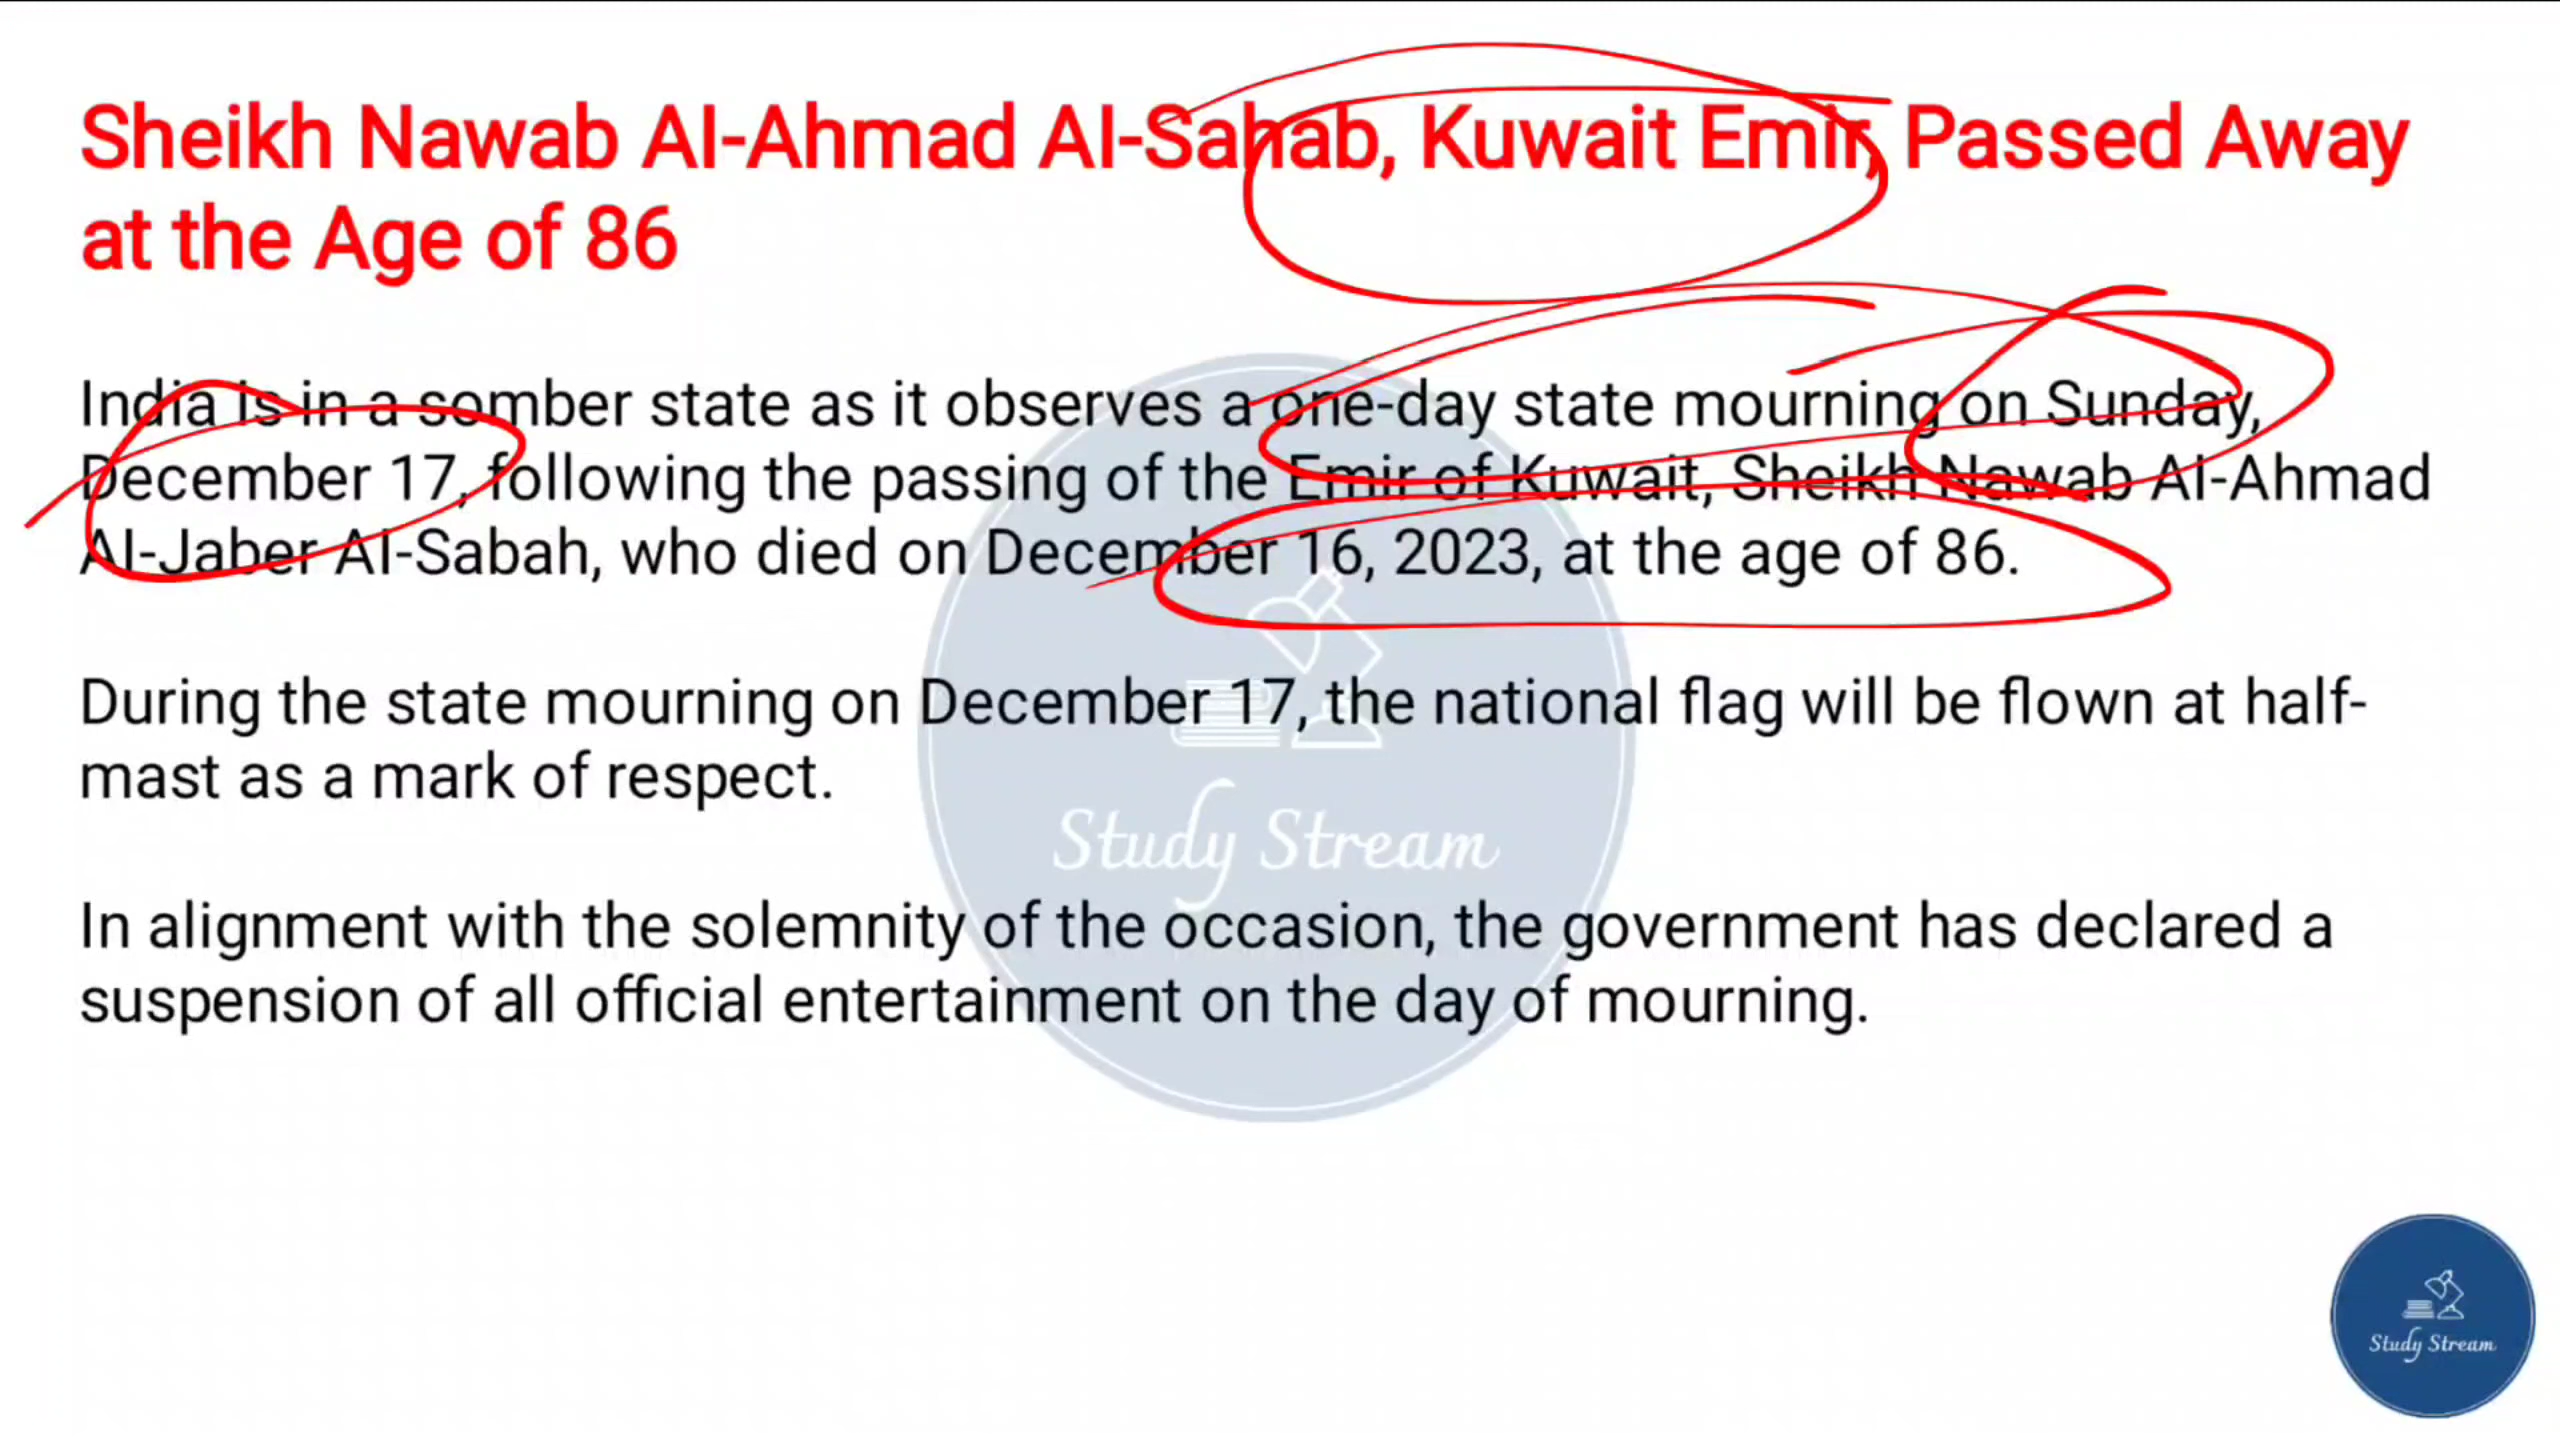 Sheikh Nawab Al-Ahmad Al-Sahab, Kuwait Emir, Passed Away
at the Age of 86
India is in a somber state as it observes a one-day state mourning on Sunday,
December 17, following the passing of the Emir of Kuwait, Sheikh Nawab Al-Ahmad
Al-Jaber Al-Sabah, who died on December 16, 2023, at the age of 86.
During the state mourning on December 17, the national flag will be flown at half-
mast as a mark of respect.
Study Stream
In alignment with the solemnity of the occasion, the government has declared a
suspension of all official entertainment on the day of mourning.
Study Stream